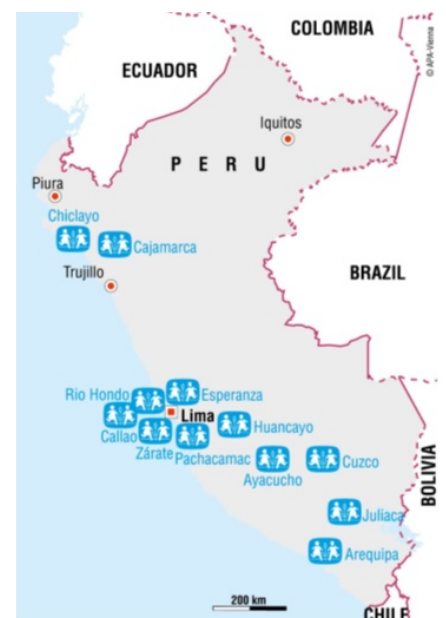 COLOMBIA
© APA-Vienna
ECUADOR
Iquitos
PERU
Piura
Chiclayo
Cajamarca
Trujillo
BRAZIL
Rio Hondo
Esperanza
Lima
Callao
Huancayo
Zárate
Pachacamac
Ayacucho
Cuzco
BOLIVIA
Juliaca
Arequipa
200 km
CHILE